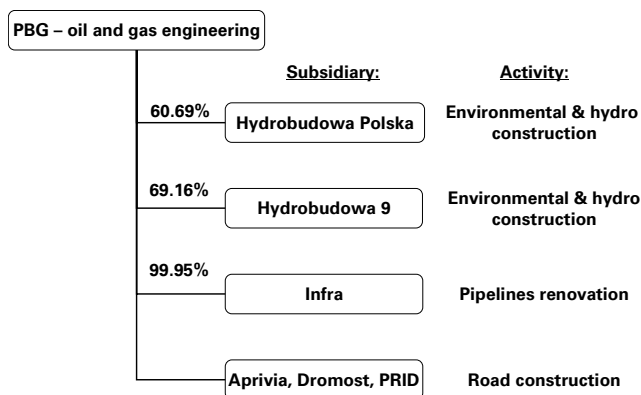 PBG – oil and gas engineering
Subsidiary: Activity:
60.69%
Hydrobudowa Polska
Environmental & hydro
construction
69.16%
Hydrobudowa 9
Environmental & hydro
construction
99.95%
Infra
Pipelines renovation
Aprivia, Dromost, PRID
Road construction